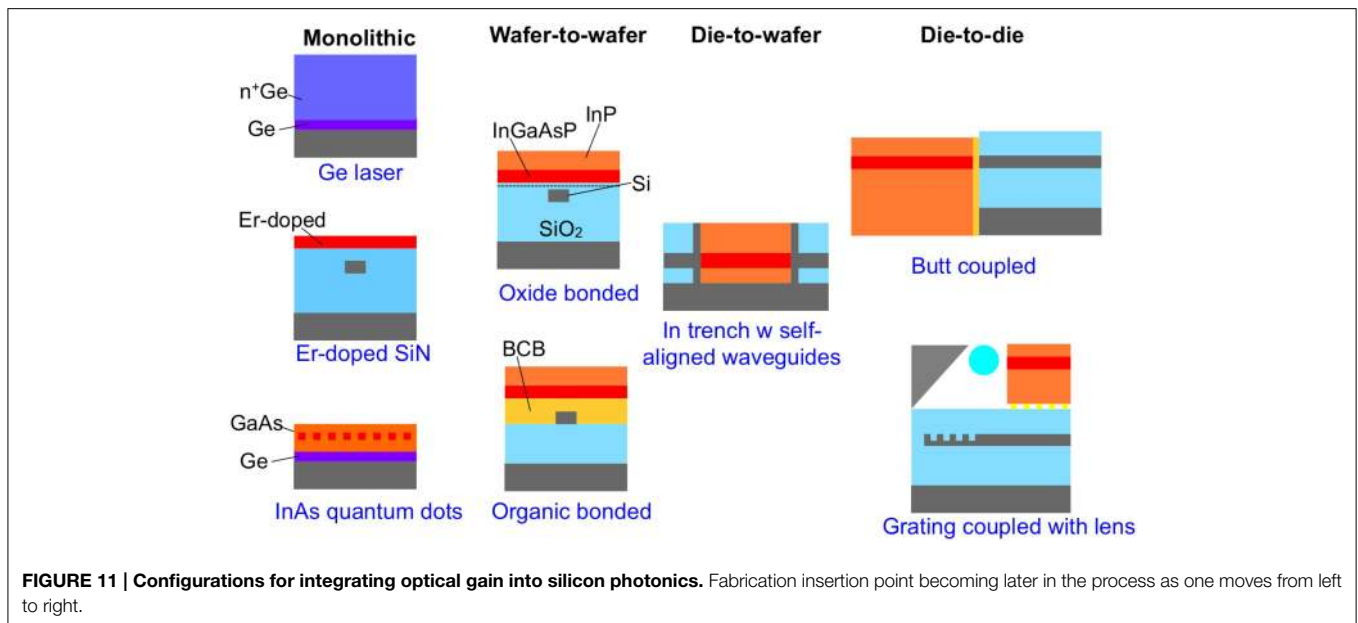 Monolithic
Wafer-to-wafer
Die-to-wafer
Die-to-die
n⁺Ge
Ge
Ge laser
Er-doped
Er-doped SiN
GaAs
Ge
InAs quantum dots
InP
InGaAsP
Si
SiO₂
Oxide bonded
BCB
Organic bonded
In trench w self-
aligned waveguides
Butt coupled
Grating coupled with lens
FIGURE 11 | Configurations for integrating optical gain into silicon photonics. Fabrication insertion point becoming later in the process as one moves from left
to right.